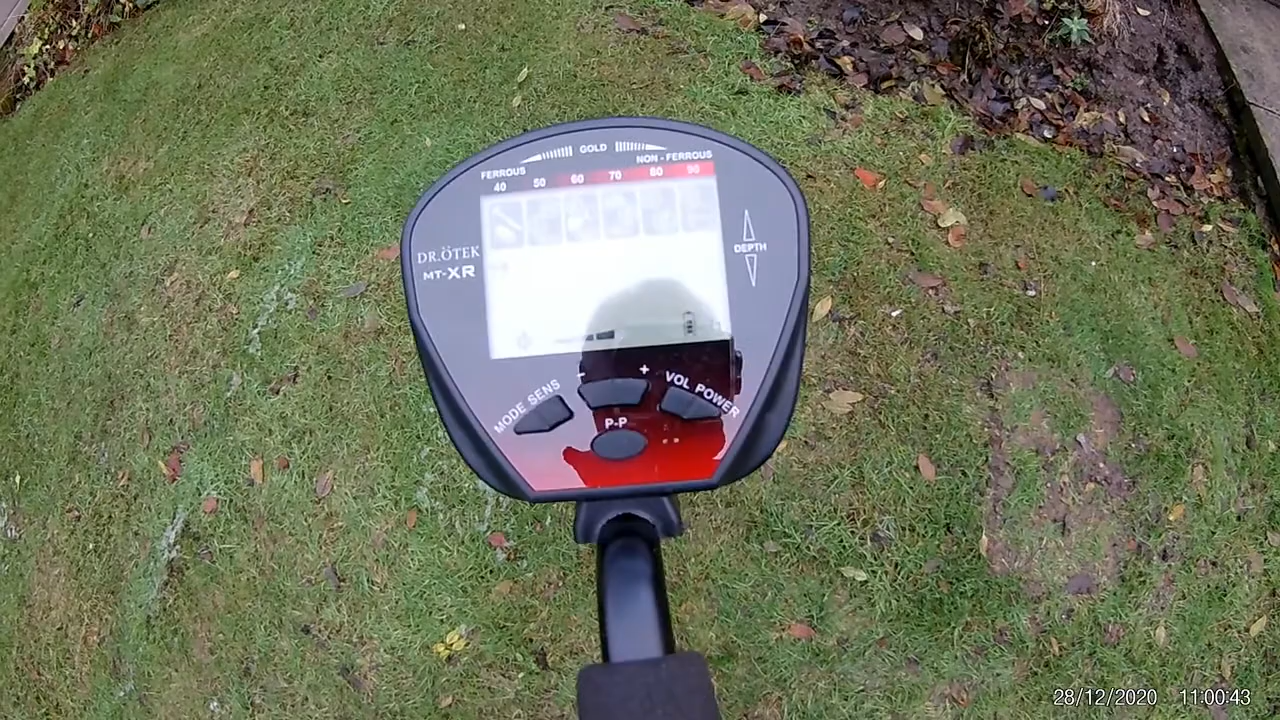 GOLD
FERROUS NON - FERROUS
40 50 60 70 80 90
DR.ÖTEK
MT-XR
DEPTH
- +
MODE SENS
VOL POWER
P-P
28/12/2020 11:00:43